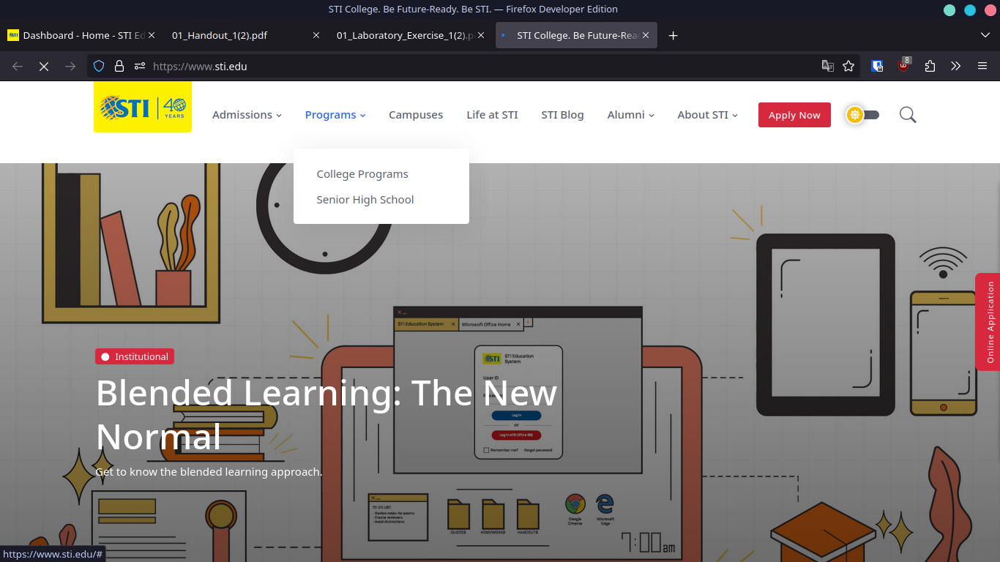 STI College. Be Future-Ready. Be STI. — Firefox Developer Edition
Dashboard - Home - STI Ed
01_Handout_1(2).pdf
01_Laboratory_Exercise_1(2).p
STI College. Be Future-Rea
https://www.sti.edu
8
STI 40 YEARS
Admissions
Programs
Campuses
Life at STI
STI Blog
Alumni
About STI
Apply Now
College Programs
Senior High School
Online Application
STI Education System
Microsoft Office Home
STI
STI Education
System
User ID
Log in
or
Log in with Office 365
Remember me?
Forgot password
Institutional
Blended Learning: The New
Normal
Get to know the blended learning approach.
TO DO LIST:
- Review notes for exams
- Create reviewers
- Avoid distractions
QUIZZES
HOMEWORKS
HANDOUTS
Google
Chrome
Microsoft
Edge
7:00am
https://www.sti.edu/#